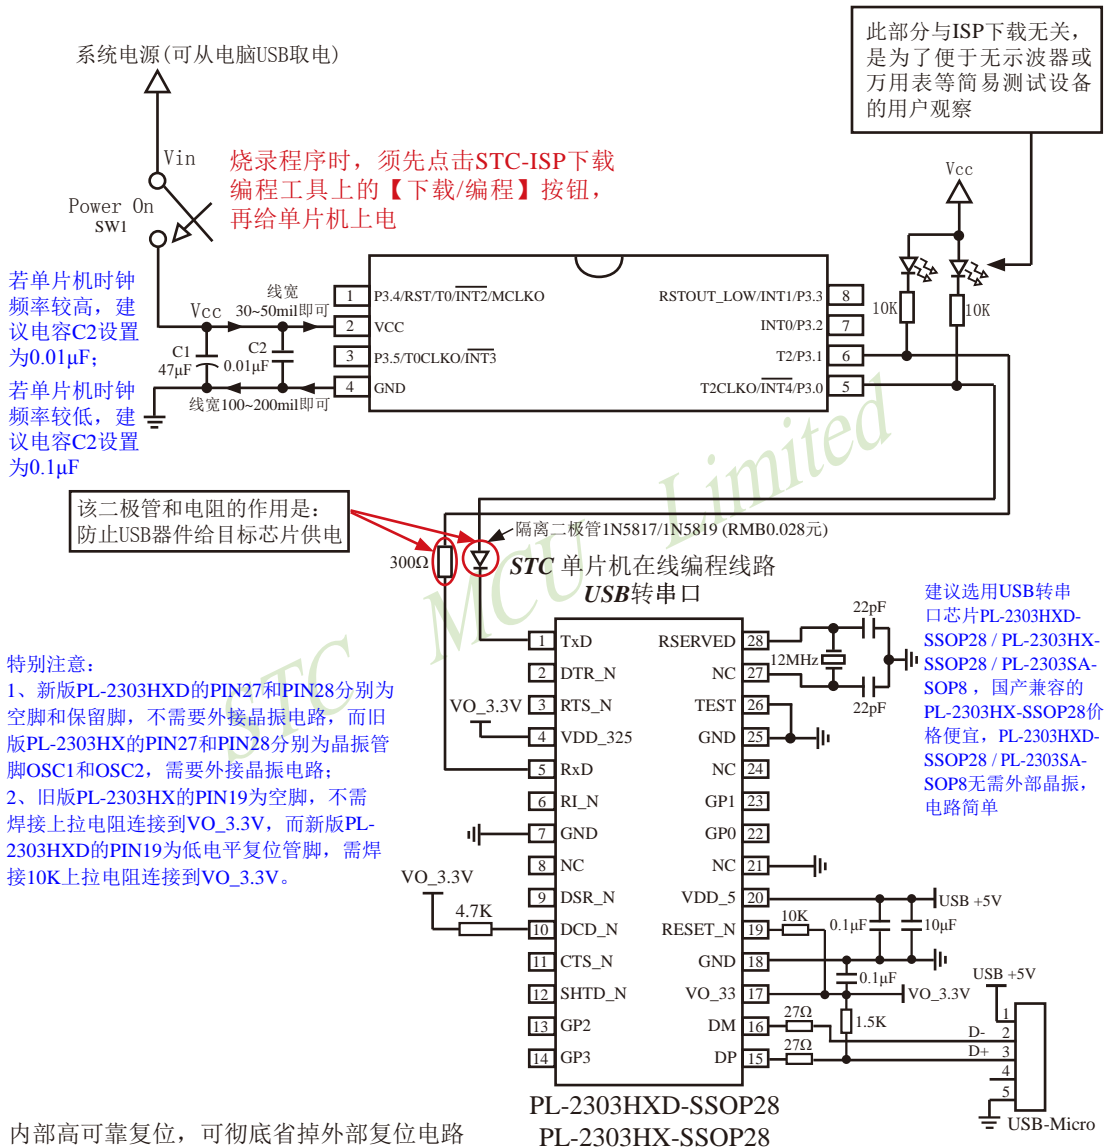 系统电源(可从电脑USB取电)
此部分与ISP下载无关,
是为了便于无示波器或
万用表等简易测试设备
的用户观察
Vin
Power On
SW1
烧录程序时，须先点击STC-ISP下载
编程工具上的【下载/编程】按钮，
再给单片机上电
Vcc
若单片机时钟
频率较高，建
议电容C2设置
为0.01μF；
若单片机时钟
频率较低，建
议电容C2设置
为0.1μF
Vcc
线宽
30~50mil即可
C1
47μF
C2
0.01μF
线宽100~200mil即可
1 P3.4/RST/T0/INT2/MCLKO
2 VCC
3 P3.5/T0CLKO/INT3
4 GND
RSTOUT_LOW/INT1/P3.3 8
INT0/P3.2 7
T2/P3.1 6
T2CLKO/INT4/P3.0 5
10K
10K
该二极管和电阻的作用是：
防止USB器件给目标芯片供电
300Ω
隔离二极管1N5817/1N5819 (RMB0.028元)
STC 单片机在线编程线路
USB转串口
STC MCU Limited
特别注意：
1、新版PL-2303HXD的PIN27和PIN28分别为
空脚和保留脚，不需要外接晶振电路，而旧
版PL-2303HX的PIN27和PIN28分别为晶振管
脚OSC1和OSC2，需要外接晶振电路；
2、旧版PL-2303HX的PIN19为空脚，不需
焊接上拉电阻连接到VO_3.3V，而新版PL-
2303HXD的PIN19为低电平复位管脚，需焊
接10K上拉电阻连接到VO_3.3V。
建议选用USB转串
口芯片PL-2303HXD-
SSOP28 / PL-2303HX-
SSOP28 / PL-2303SA-
SOP8 ，国产兼容的
PL-2303HX-SSOP28价
格便宜，PL-2303HXD-
SSOP28 / PL-2303SA-
SOP8无需外部晶振，
电路简单
1 TxD
2 DTR_N
3 RTS_N
4 VDD_325
5 RxD
6 RI_N
7 GND
8 NC
9 DSR_N
10 DCD_N
11 CTS_N
12 SHTD_N
13 GP2
14 GP3
RSERVED 28
NC 27
TEST 26
GND 25
NC 24
GP1 23
GP0 22
NC 21
VDD_5 20
RESET_N 19
GND 18
VO_33 17
DM 16
DP 15
VO_3.3V
VO_3.3V
4.7K
22pF
12MHz
22pF
USB +5V
10K
0.1μF
10μF
0.1μF
VO_3.3V
27Ω
1.5K
27Ω
USB +5V
D-
D+
1
2
3
4
5
USB-Micro
PL-2303HXD-SSOP28
PL-2303HX-SSOP28
内部高可靠复位，可彻底省掉外部复位电路